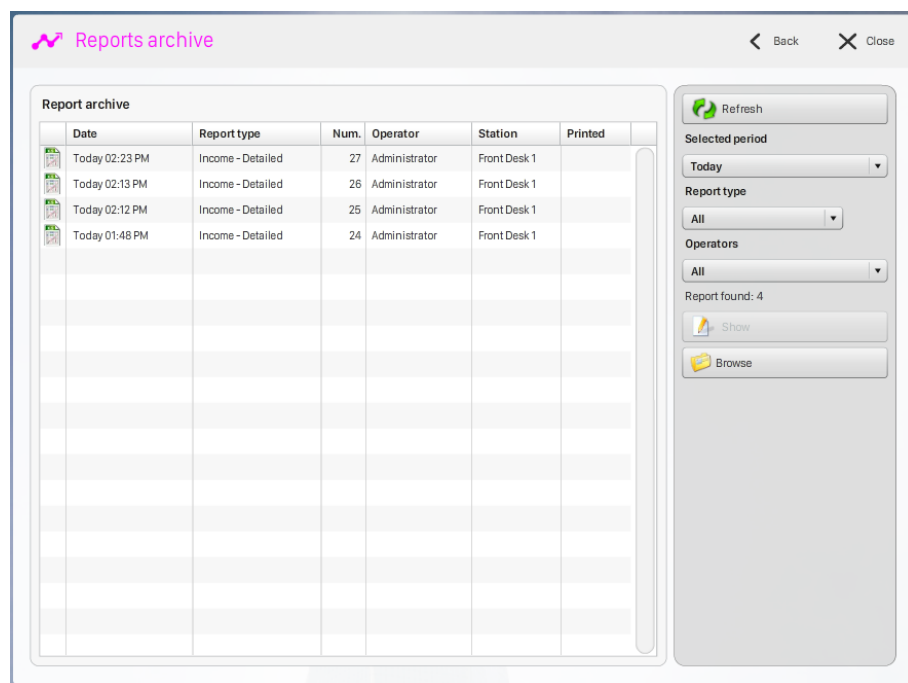 Reports archive
Back
Close
Report archive
Date Report type Num. Operator Station Printed
Today 02:23 PM Income - Detailed 27 Administrator Front Desk 1
Today 02:13 PM Income - Detailed 26 Administrator Front Desk 1
Today 02:12 PM Income - Detailed 25 Administrator Front Desk 1
Today 01:48 PM Income - Detailed 24 Administrator Front Desk 1
Refresh
Selected period
Today
Report type
All
Operators
All
Report found: 4
Show
Browse